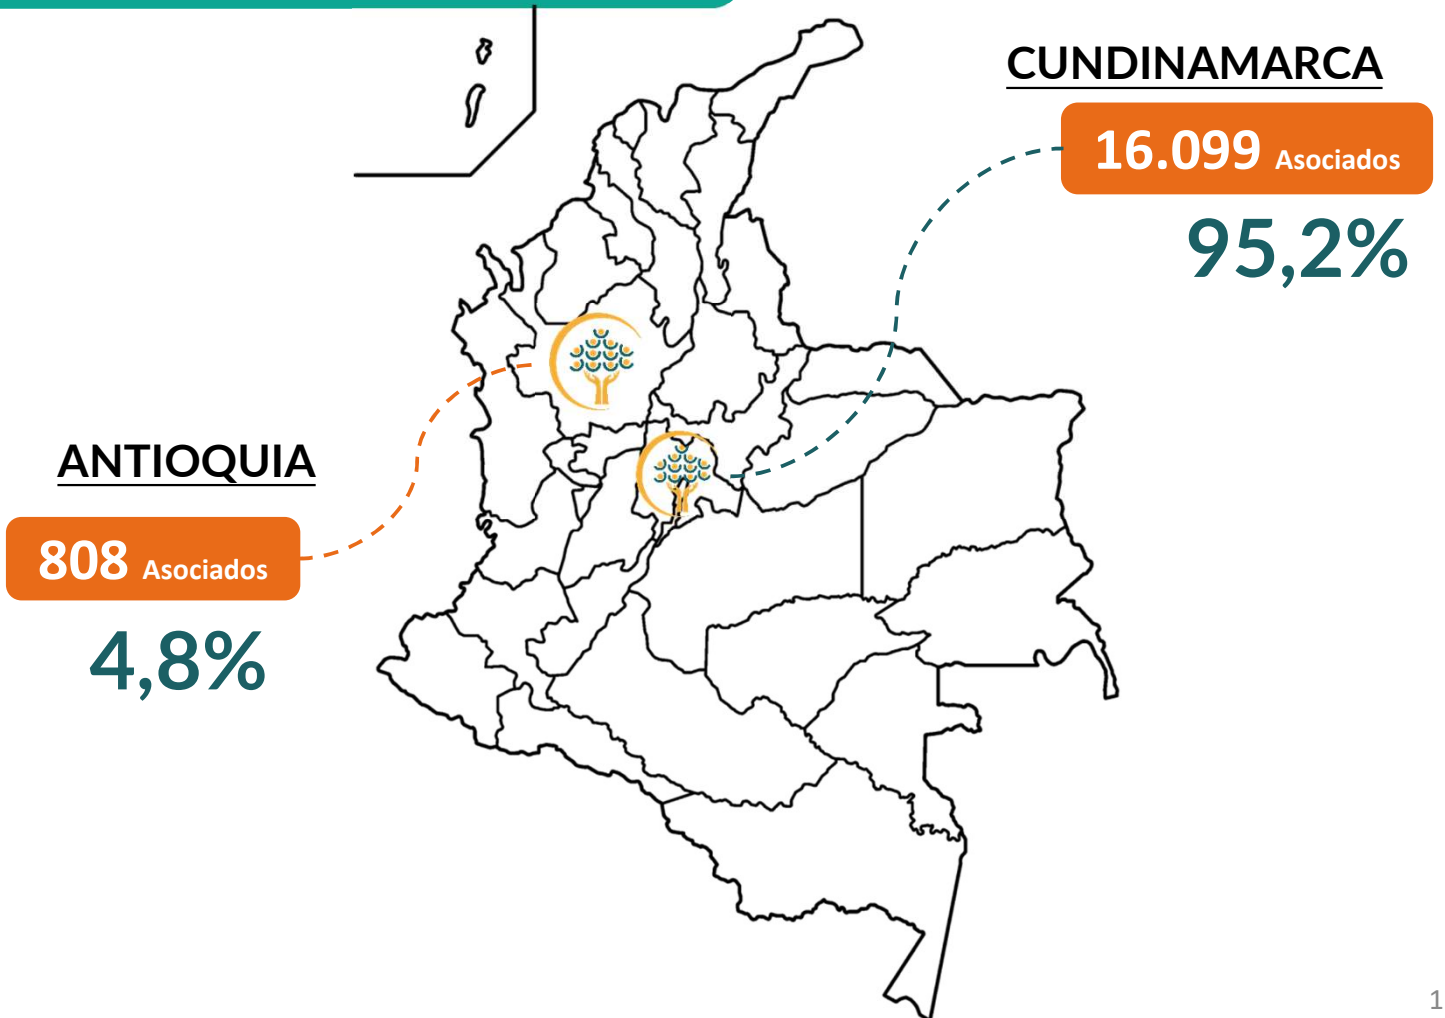 CUNDINAMARCA
16.099 Asociados
95,2%
ANTIOQUIA
808 Asociados
4,8%
1